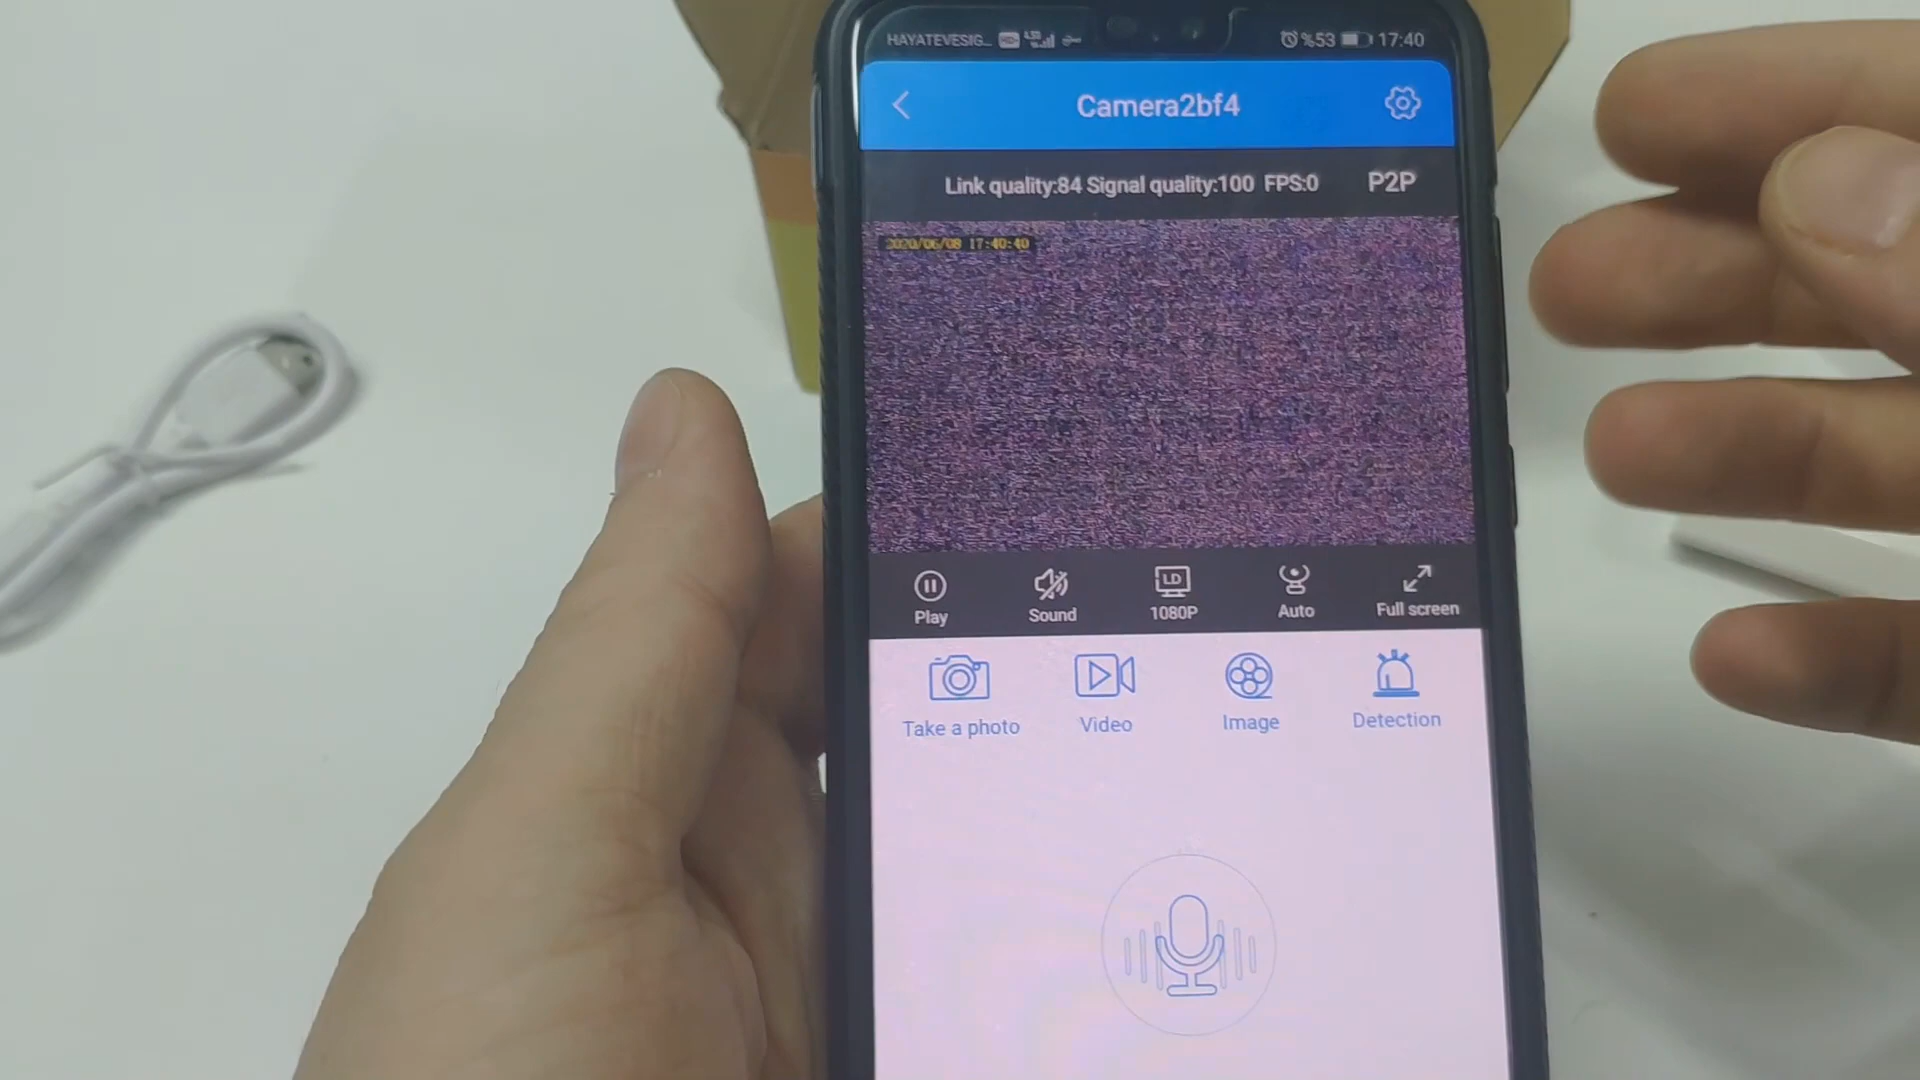 HAYATEVESIG... %53 17:40
Camera2bf4
Link quality:84 Signal quality:100 FPS:0 P2P
2020/06/08 17:40:40
Play Sound 1080P Auto Full screen
LD
Take a photo Video Image Detection